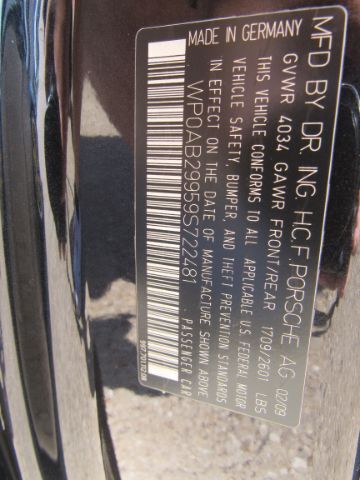 MFD BY DR. ING. H.C.F. PORSCHE AG 02/09
GVWR 4034 GAWR FRONT/REAR 1709/2601 LBS
THIS VEHICLE CONFORMS TO ALL APPLICABLE U.S. FEDERAL MOTOR
VEHICLE SAFETY, BUMPER, AND THEFT PREVENTION STANDARDS
IN EFFECT ON THE DATE OF MANUFACTURE SHOWN ABOVE
WP0AB29959S722481
PASSENGER CAR
MADE IN GERMANY